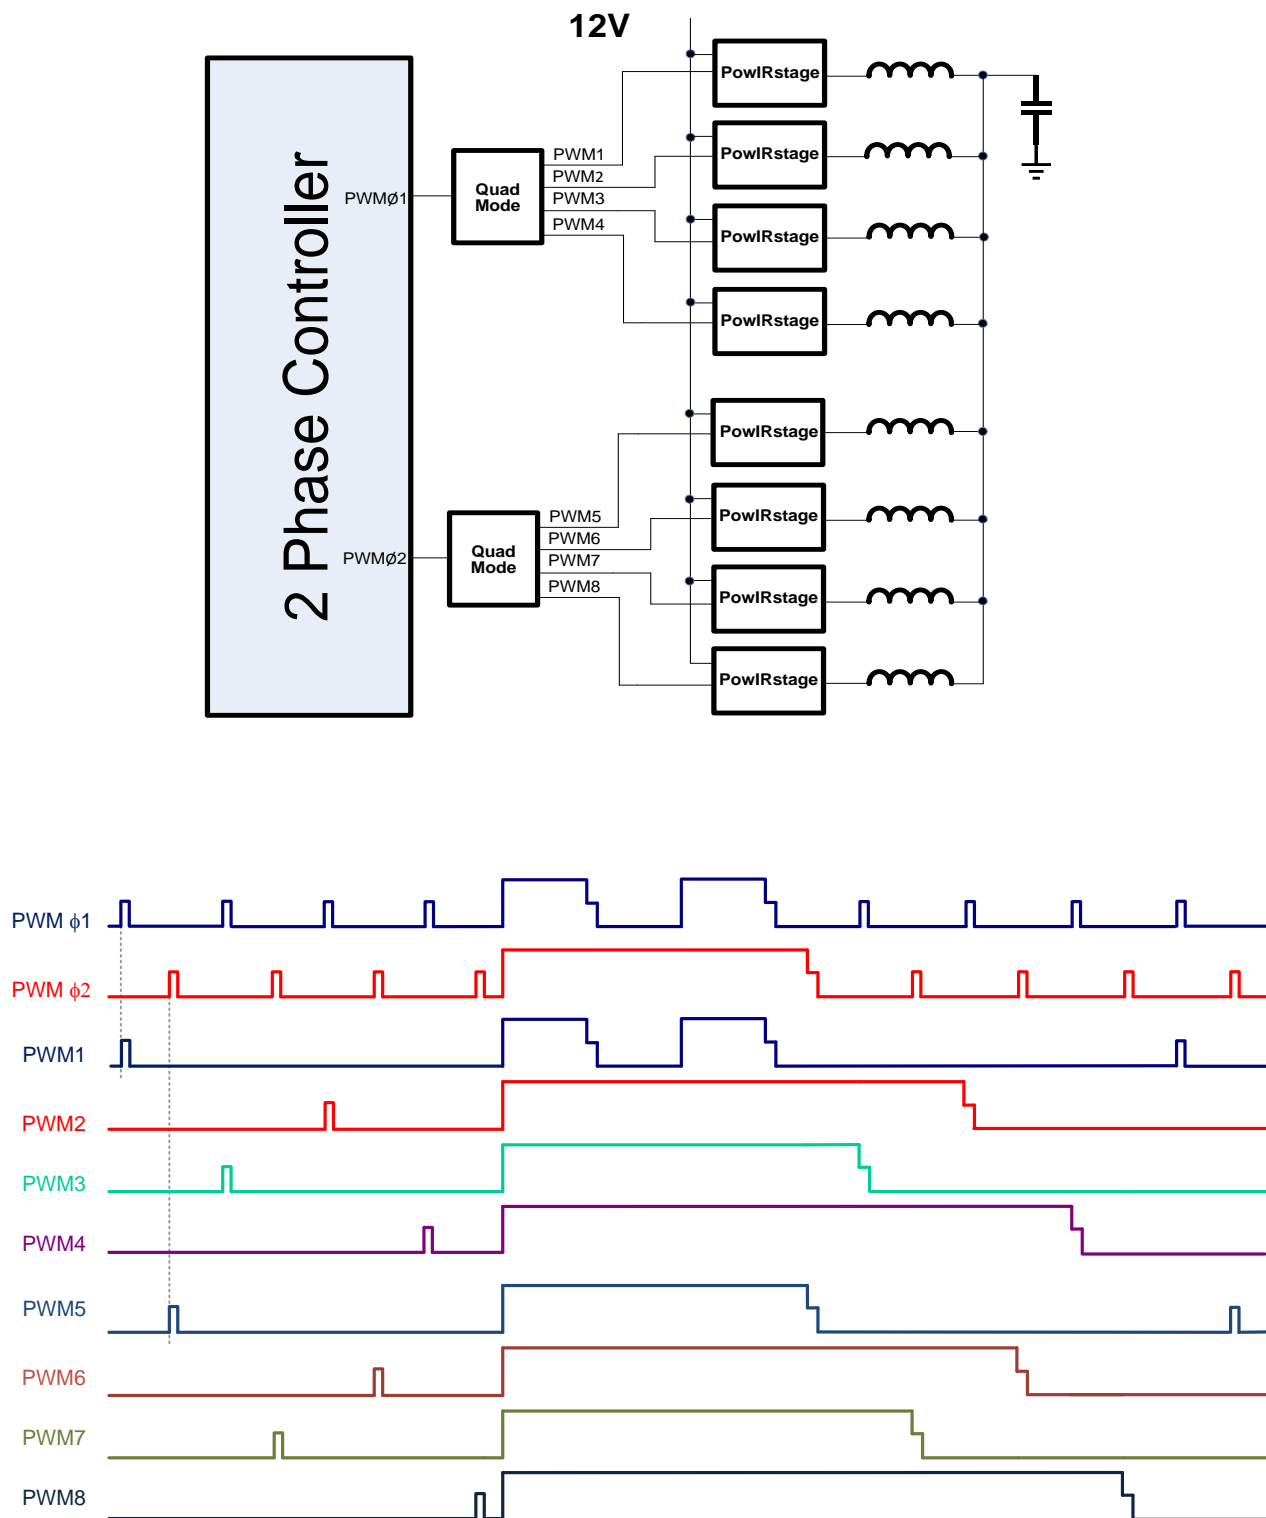 12V
2 Phase Controller
PWMø1
Quad
Mode
PWM1
PWM2
PWM3
PWM4
PowIRstage
PowIRstage
PowIRstage
PowIRstage
PWMø2
Quad
Mode
PWM5
PWM6
PWM7
PWM8
PowIRstage
PowIRstage
PowIRstage
PowIRstage
PWM ϕ1
PWM ϕ2
PWM1
PWM2
PWM3
PWM4
PWM5
PWM6
PWM7
PWM8